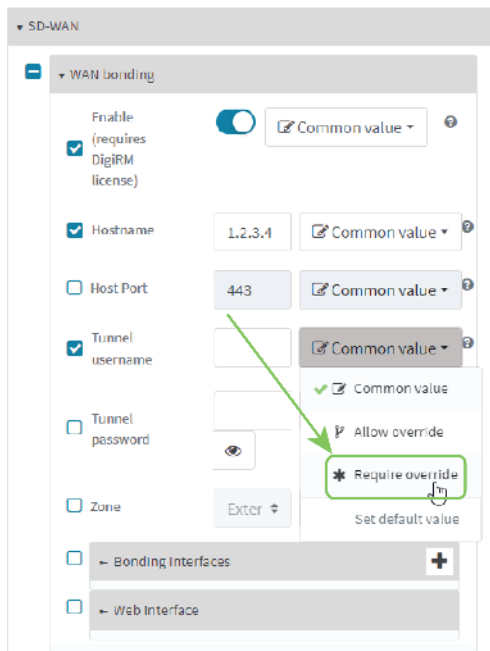 SD-WAN
WAN bonding
Enable
(requires
DigiRM
license)
Common value
Hostname
1.2.3.4
Common value
Host Port
443
Common value
Tunnel
username
Common value
Common value
Allow override
Tunnel
password
Require override
Zone
Exter
Set default value
Bonding Interfaces
Web Interface